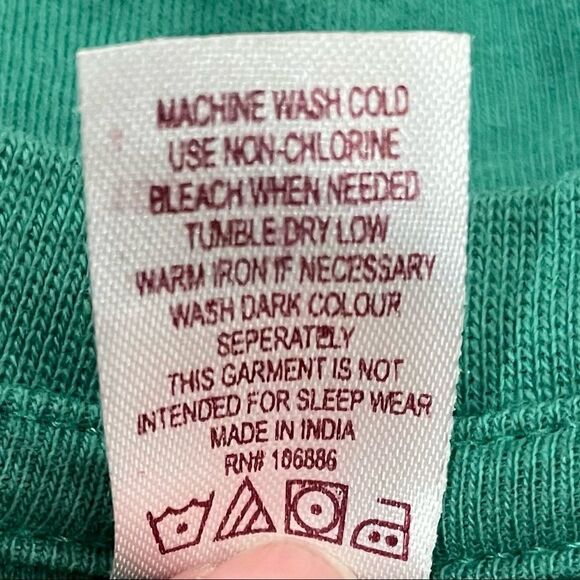 MACHINE WASH COLD
USE NON-CHLORINE
BLEACH WHEN NEEDED
TUMBLE DRY LOW
WARM IRON IF NECESSARY
WASH DARK COLOUR
SEPERATELY
THIS GARMENT IS NOT
INTENDED FOR SLEEP WEAR
MADE IN INDIA
RN# 106886